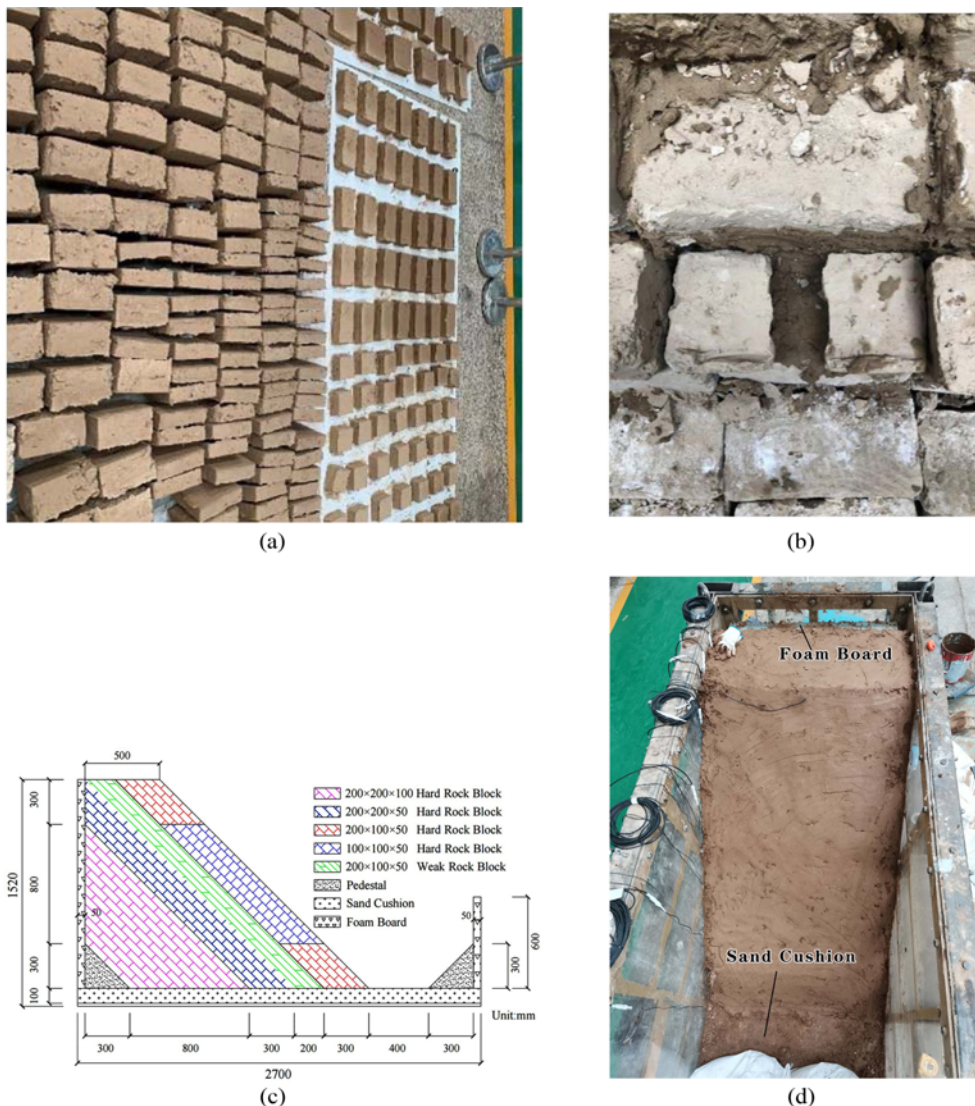 (a)
(b)
500
300
800
1520
300
100
50
200×200×100 Hard Rock Block
200×200×50 Hard Rock Block
200×100×50 Hard Rock Block
100×100×50 Hard Rock Block
200×100×50 Weak Rock Block
Pedestal
Sand Cushion
Foam Board
50
300
600
Unit:mm
300
800
300
200
300
400
300
2700
(c)
Foam Board
Sand Cushion
(d)